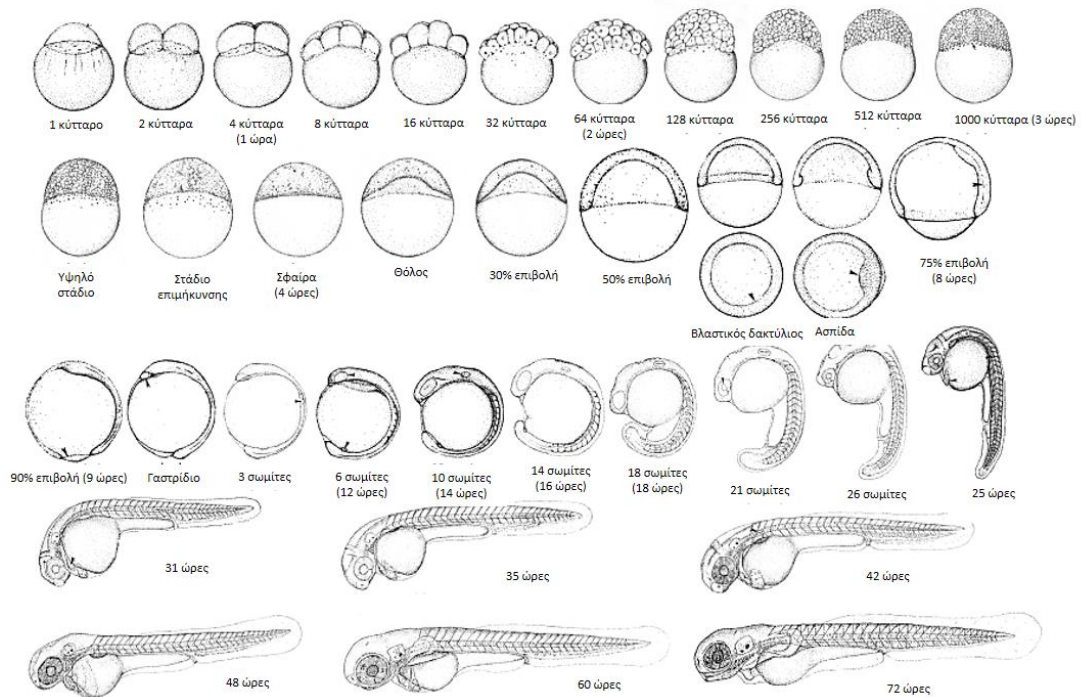 1 κύτταρο
2 κύτταρα
4 κύτταρα
(1 ώρα)
8 κύτταρα
16 κύτταρα
32 κύτταρα
64 κύτταρα
(2 ώρες)
128 κύτταρα
256 κύτταρα
512 κύτταρα
1000 κύτταρα (3 ώρες)
Υψηλό
στάδιο
Στάδιο
επιμήκυνσης
Σφαίρα
(4 ώρες)
Θόλος
30% επιβολή
50% επιβολή
Βλαστικός δακτύλιος
Ασπίδα
75% επιβολή
(8 ώρες)
90% επιβολή (9 ώρες)
Γαστρίδιο
3 σωμίτες
6 σωμίτες
(12 ώρες)
10 σωμίτες
(14 ώρες)
14 σωμίτες
(16 ώρες)
18 σωμίτες
(18 ώρες)
21 σωμίτες
26 σωμίτες
25 ώρες
31 ώρες
35 ώρες
42 ώρες
48 ώρες
60 ώρες
72 ώρες